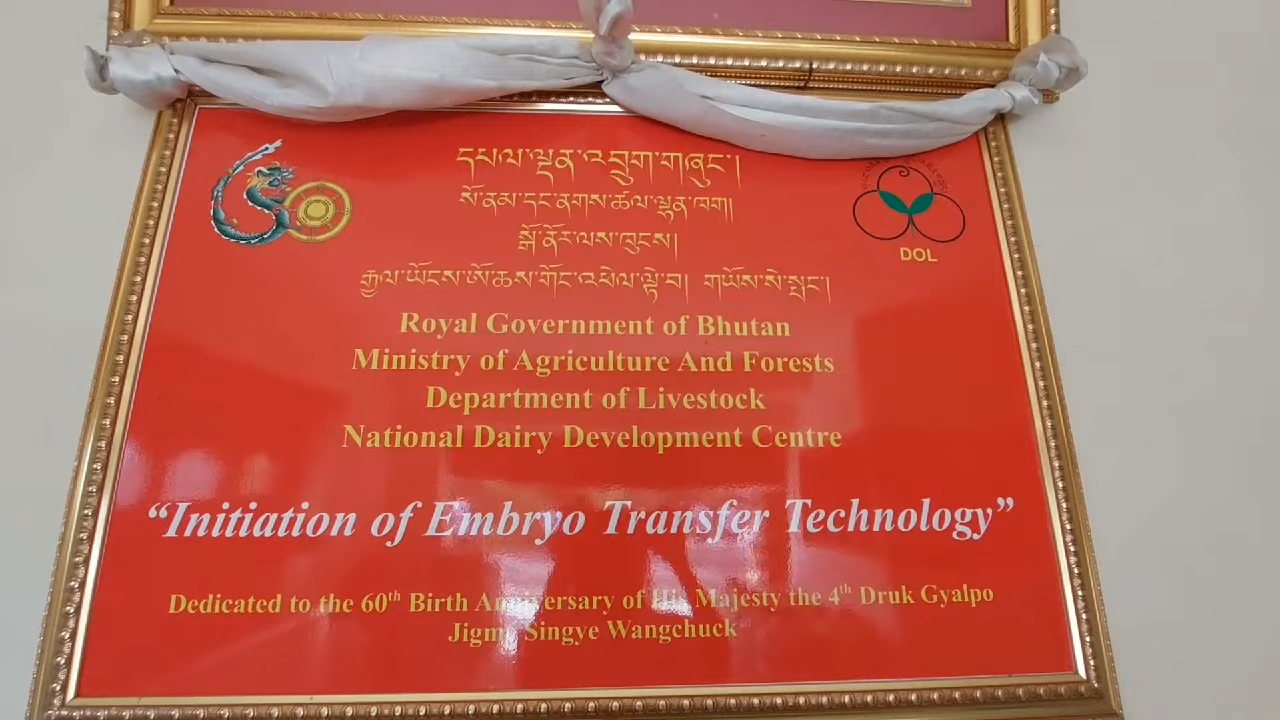 དཔལ་ལྡན་འབྲུག་གཞུང་།
སོ་ནམ་དང་ནགས་ཚལ་ལྷན་ཁག།
སྒོ་ནོར་ལས་ཁུངས།
རྒྱལ་ཡོངས་ཨོ་ཆས་གོང་འཕེལ་ལྟེ་བ། གཡོས་སེ་སྤང་།
DOL
Royal Government of Bhutan
Ministry of Agriculture And Forests
Department of Livestock
National Dairy Development Centre
“Initiation of Embryo Transfer Technology”
Dedicated to the 60th Birth Anniversary of His Majesty the 4th Druk Gyalpo
Jigme Singye Wangchuck